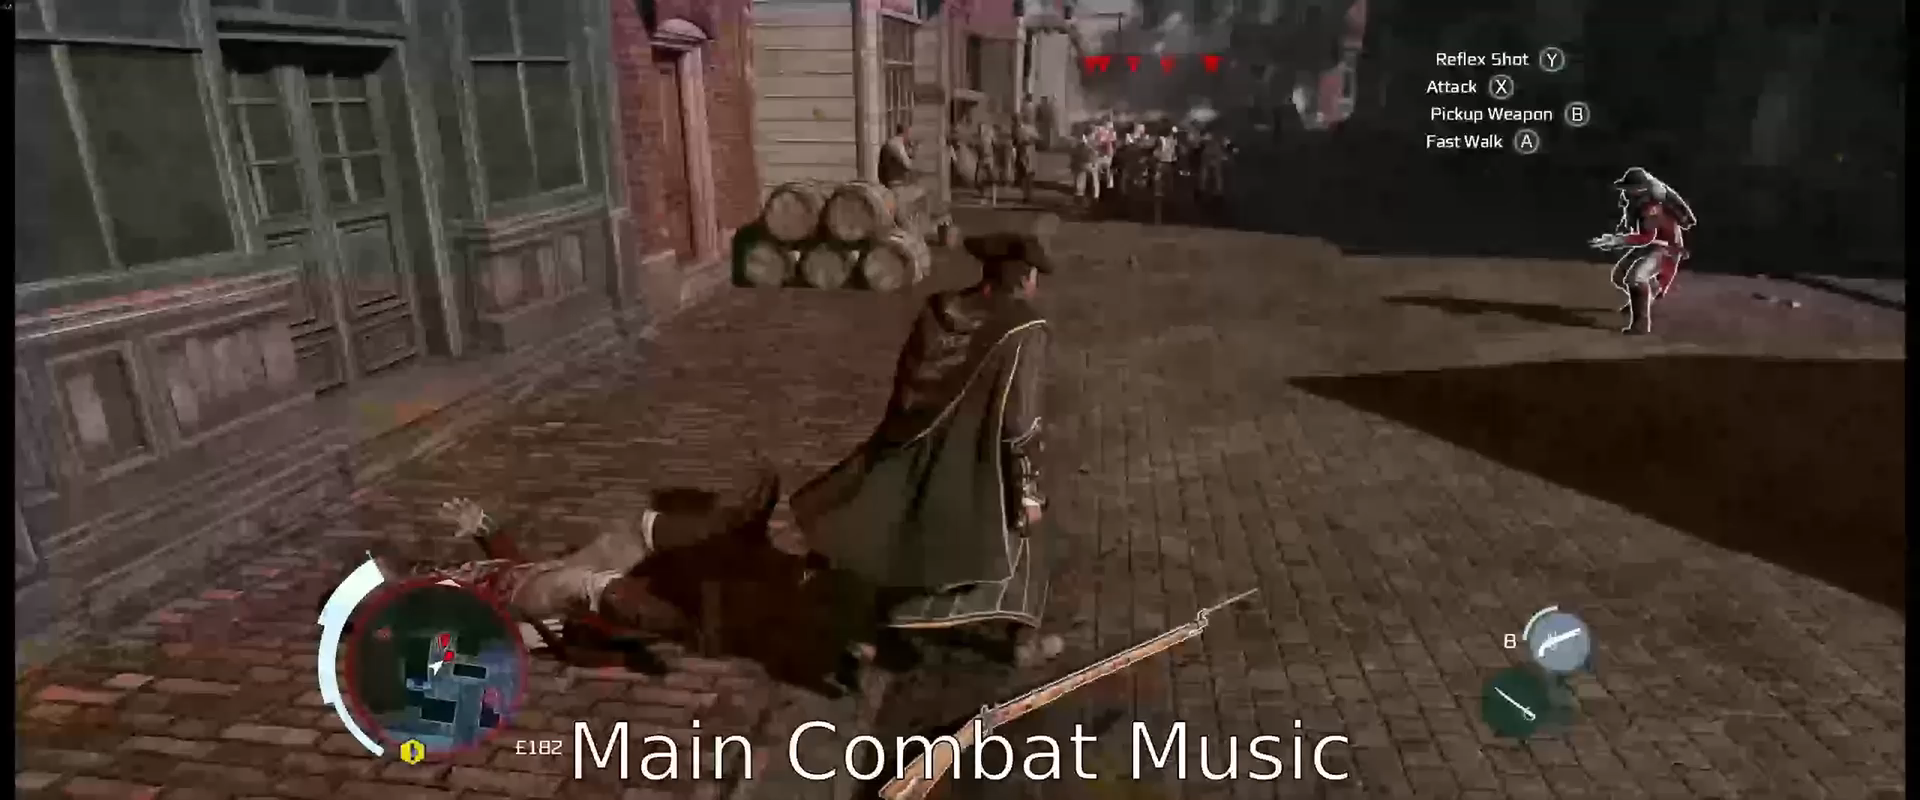 Reflex Shot Y
Attack X
Pickup Weapon B
Fast Walk A
B
£182
Main Combat Music